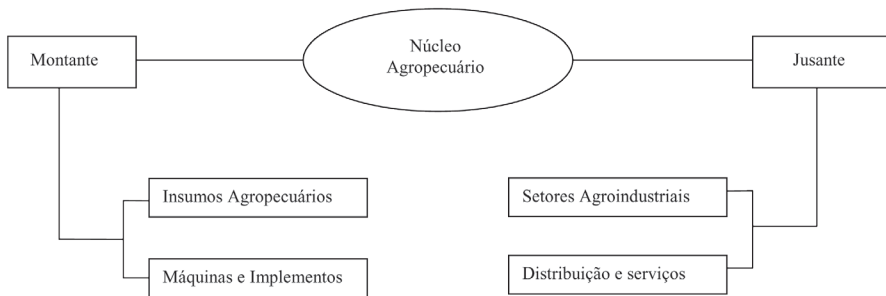 Núcleo
Agropecuário
Montante
Jusante
Insumos Agropecuários
Setores Agroindustriais
Máquinas e Implementos
Distribuição e serviços